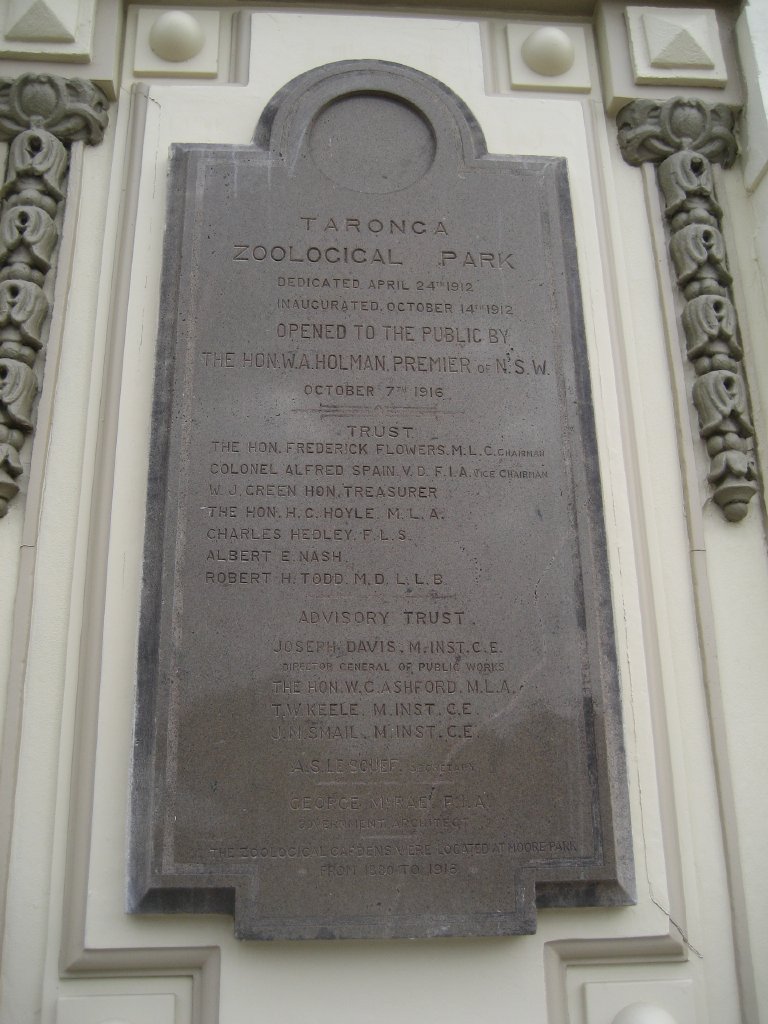 TARONGA
ZOOLOGICAL PARK
DEDICATED APRIL 24TH 1912
INAUGURATED OCTOBER 14TH 1912
OPENED TO THE PUBLIC BY
THE HON. W.A. HOLMAN. PREMIER OF N.S.W.
OCTOBER 7TH 1916
TRUST
THE HON. FREDERICK FLOWERS. M.L.C. CHAIRMAN
COLONEL ALFRED SPAIN. V.D. F.I.A. VICE CHAIRMAN
W. J. GREEN HON. TREASURER
THE HON. H. C. HOYLE. M.L.A.
CHARLES HEDLEY. F.L.S.
ALBERT E. NASH.
ROBERT H. TODD. M.D. L.L.B.
ADVISORY TRUST.
JOSEPH DAVIS. M.INST.C.E.
DIRECTOR GENERAL OF PUBLIC WORKS
THE HON. W. C. ASHFORD. M.L.A.
T.W. KEELE. M.INST.C.E.
J.M. SMAIL. M.INST.C.E.
A.S. LE SOUEF. SECRETARY
GEORGE McRAE F.I.A.
GOVERNMENT ARCHITECT
THE ZOOLOGICAL GARDENS WERE LOCATED AT MOORE PARK
FROM 1880 TO 1916